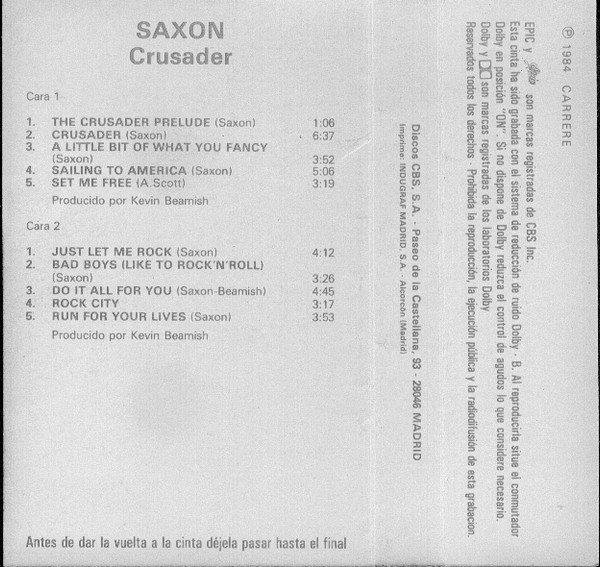 SAXON
Crusader
Cara 1
1. THE CRUSADER PRELUDE (Saxon) 1:06
2. CRUSADER (Saxon) 6:37
3. A LITTLE BIT OF WHAT YOU FANCY
(Saxon) 3:52
4. SAILING TO AMERICA (Saxon) 5:06
5. SET ME FREE (A.Scott) 3:19
Producido por Kevin Beamish
Cara 2
1. JUST LET ME ROCK (Saxon) 4:12
2. BAD BOYS (LIKE TO ROCK'N'ROLL)
(Saxon) 3:26
3. DO IT ALL FOR YOU (Saxon-Beamish) 4:45
4. ROCK CITY 3:17
5. RUN FOR YOUR LIVES (Saxon) 3:53
Producido por Kevin Beamish
Antes de dar la vuelta a la cinta déjela pasar hasta el final
Discos CBS, S.A. - Paseo de la Castellana, 93 - 28046 MADRID
Imprime: INDUGRAF MADRID, S.A. - Alcorcón (Madrid)
℗ 1984 CARRERE
EPIC y Epic son marcas registradas de CBS Inc.
Esta cinta ha sido grabada con el sistema de reducción de ruido Dolby - B. Al reproducirla situe el conmutador
Dolby en posición "ON". Si no dispone de Dolby reduzca el control de agudos lo que considere necesario.
Dolby y son marcas registradas de los laboratorios Dolby
Reservados todos los derechos - Prohibida la reproducción, la ejecución pública y la radiodifusión de esta grabación.